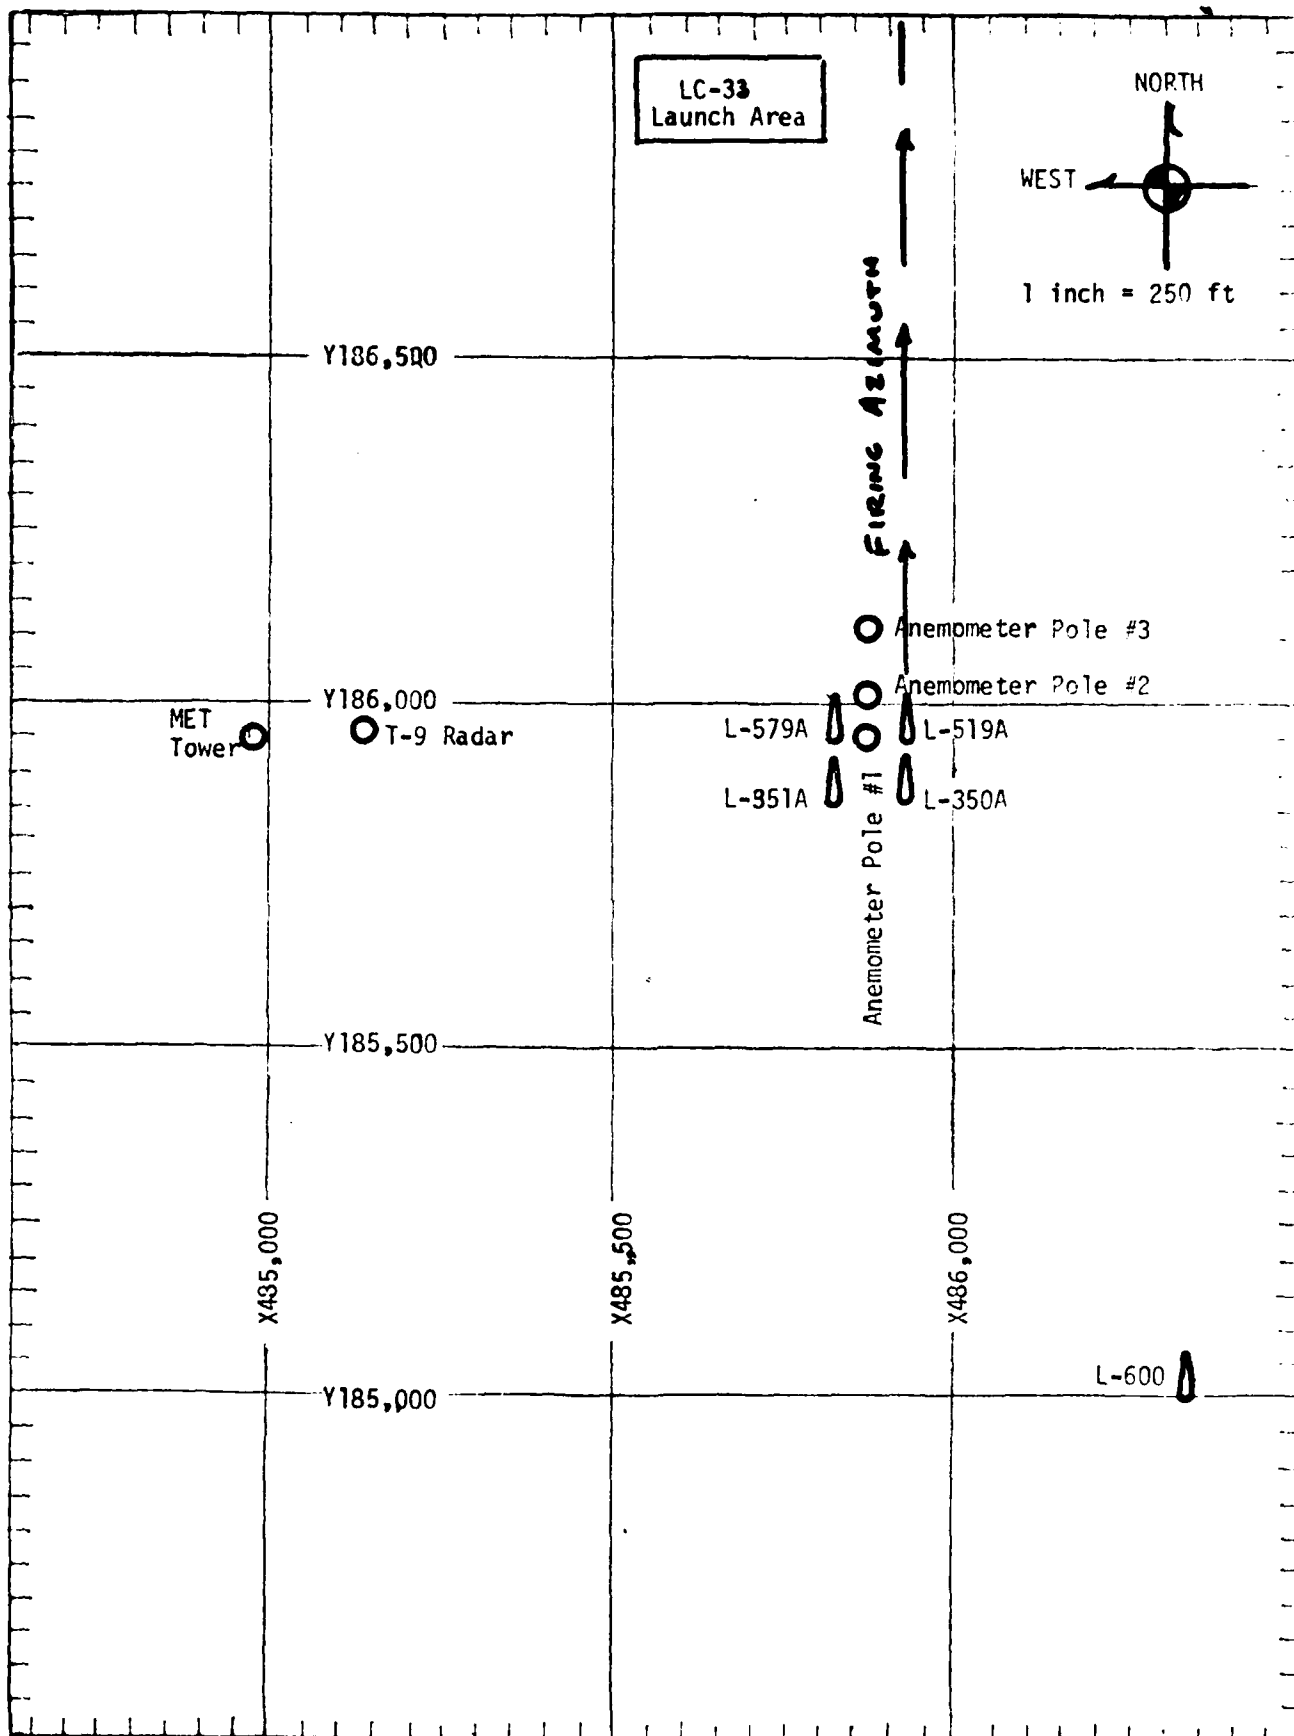 LC-33
Launch Area
NORTH
WEST
1 inch = 250 ft
FIRING AZIMUTH
Y186,500
Anemometer Pole #3
Anemometer Pole #2
Y186,000
MET
Tower
T-9 Radar
L-579A
L-519A
L-351A
L-350A
Anemometer Pole #1
Y185,500
X485,000
X485,500
X486,000
L-600
Y185,000